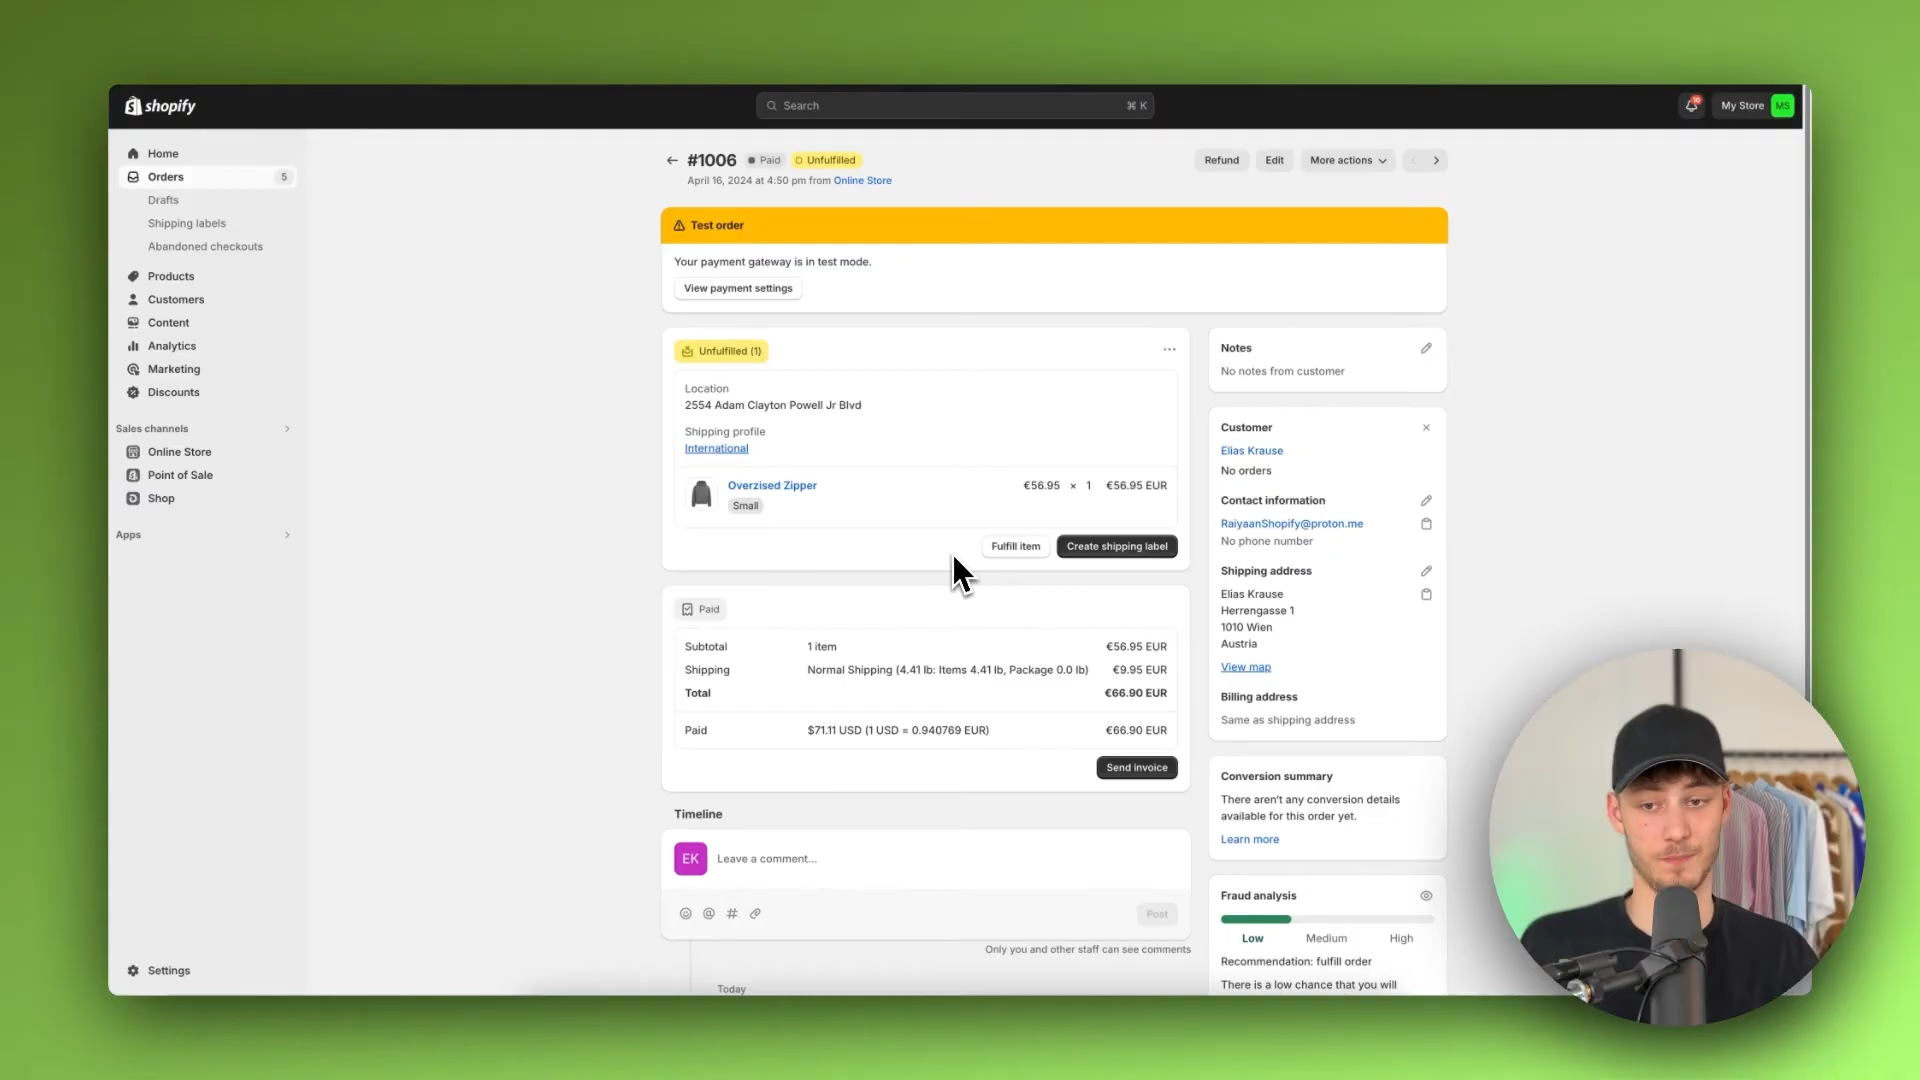 shopify
Search
⌘ K
My Store
MS
Home
Orders
5
Drafts
Shipping labels
Abandoned checkouts
Products
Customers
Content
Analytics
Marketing
Discounts
Sales channels
Online Store
Point of Sale
Shop
Apps
Settings
#1006
Paid
Unfulfilled
April 16, 2024 at 4:50 pm from Online Store
Refund
Edit
More actions
Test order
Your payment gateway is in test mode.
View payment settings
Unfulfilled (1)
Location
2554 Adam Clayton Powell Jr Blvd
Shipping profile
International
Overzised Zipper
€56.95 × 1 €56.95 EUR
Small
Fulfill item
Create shipping label
Paid
Subtotal 1 item €56.95 EUR
Shipping Normal Shipping (4.41 lb: Items 4.41 lb, Package 0.0 lb) €9.95 EUR
Total €66.90 EUR
Paid $71.11 USD (1 USD = 0.940769 EUR) €66.90 EUR
Send invoice
Timeline
EK
Leave a comment...
Post
Only you and other staff can see comments
Today
Notes
No notes from customer
Customer
Elias Krause
No orders
Contact information
RaiyaanShopify@proton.me
No phone number
Shipping address
Elias Krause
Herrengasse 1
1010 Wien
Austria
View map
Billing address
Same as shipping address
Conversion summary
There aren't any conversion details
available for this order yet.
Learn more
Fraud analysis
Low Medium High
Recommendation: fulfill order
There is a low chance that you will